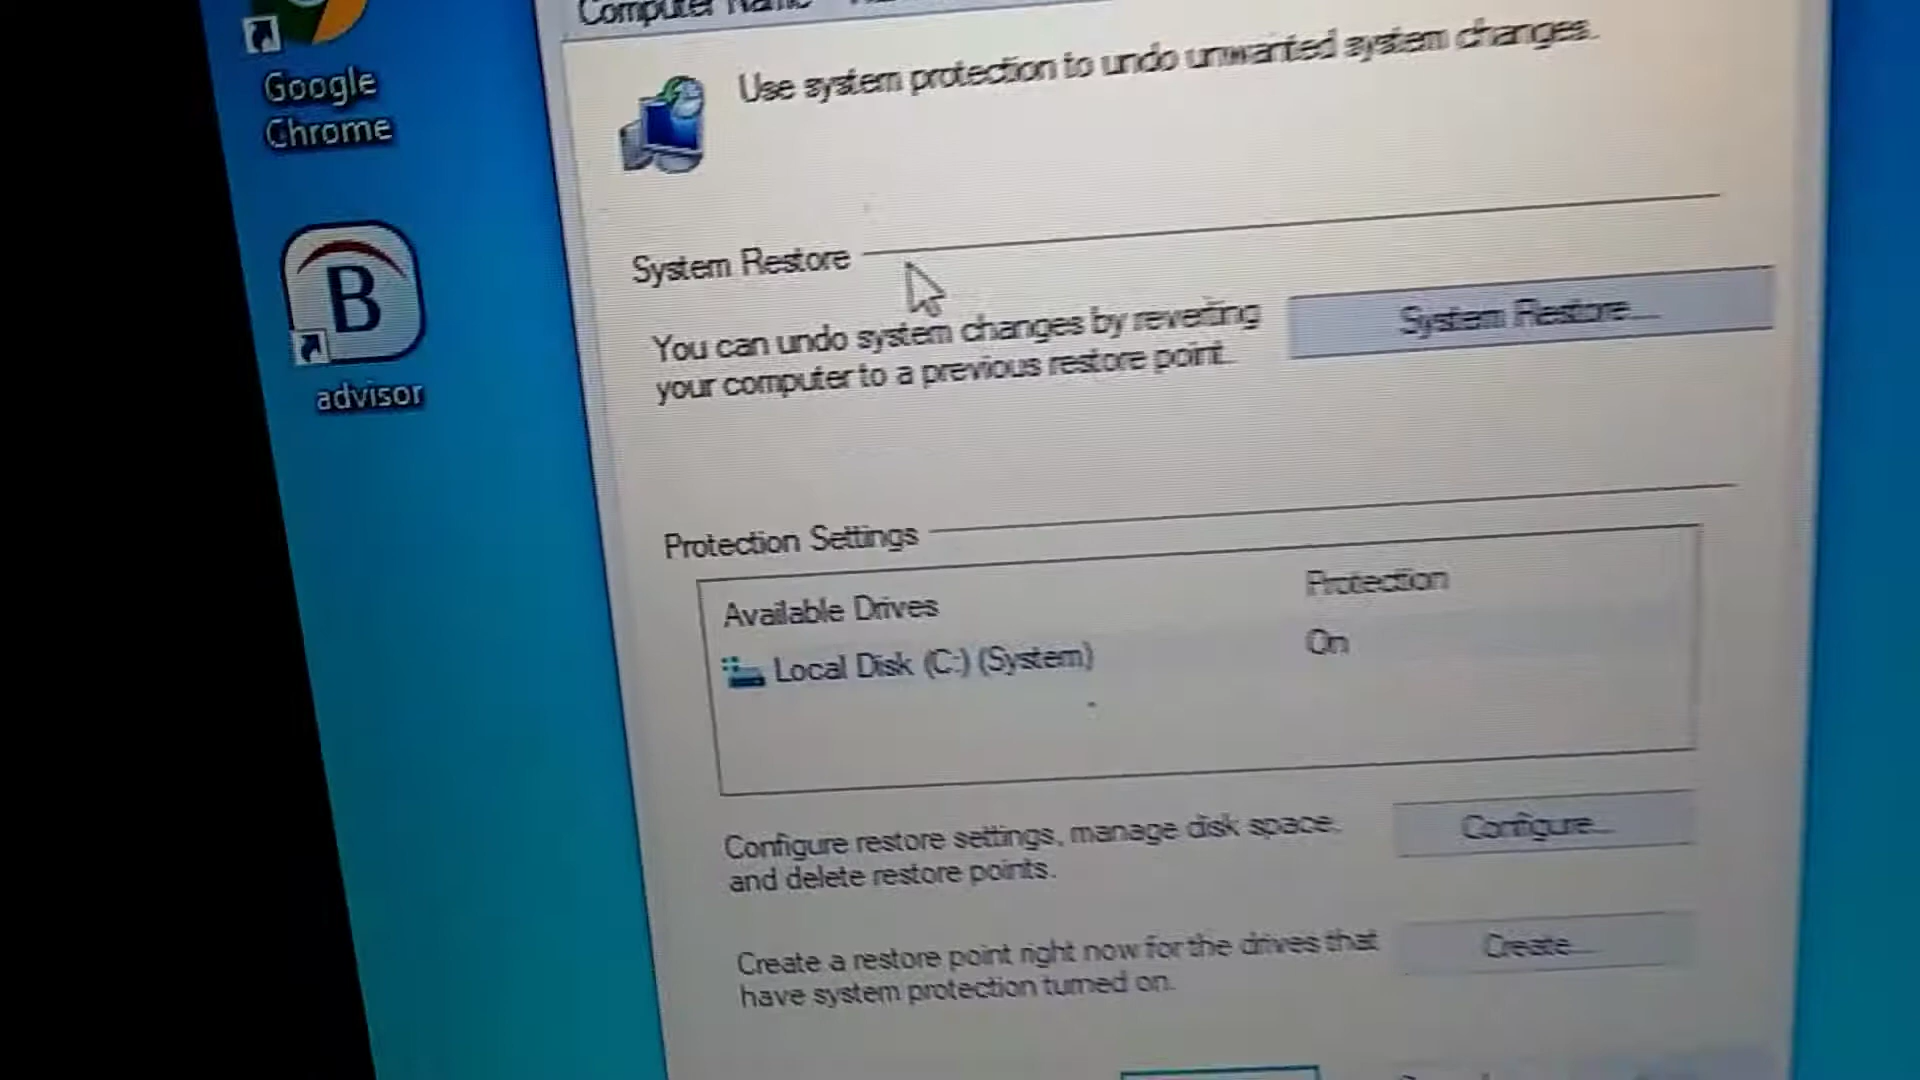 Computer Name
Google
Chrome
Use system protection to undo unwanted system changes.
B
advisor
System Restore
You can undo system changes by reverting
your computer to a previous restore point.
System Restore...
Protection Settings
Available Drives
Protection
Local Disk (C:) (System)
On
Configure restore settings, manage disk space,
and delete restore points.
Configure...
Create a restore point right now for the drives that
have system protection turned on.
Create...